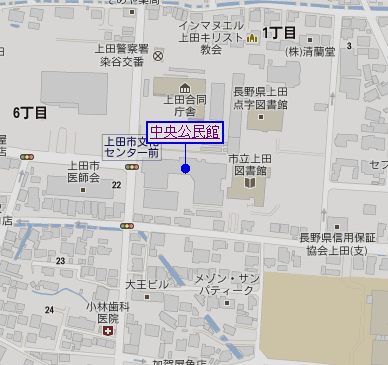 インマヌエル
上田キリスト
教会
1丁目
(株)清蘭堂
3
上田警察署
染谷交番
上田合同
庁舎
長野県上田
点字図書館
6丁目
中央公民館
上田市文化
センター前
市立上田
図書館
上田市
医師会
22
セブ
長野県信用保証
協会上田(支)
23
大王ビル
メゾン・サン
パティーク
24
小林歯科
医院
加賀屋魚店